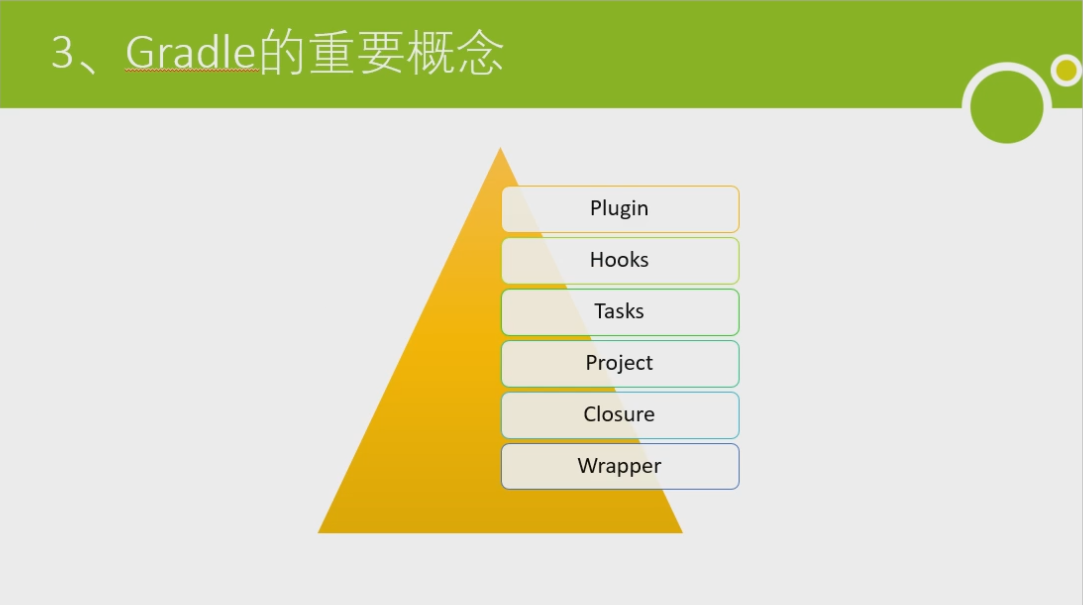 3、Gradle的重要概念
Plugin
Hooks
Tasks
Project
Closure
Wrapper